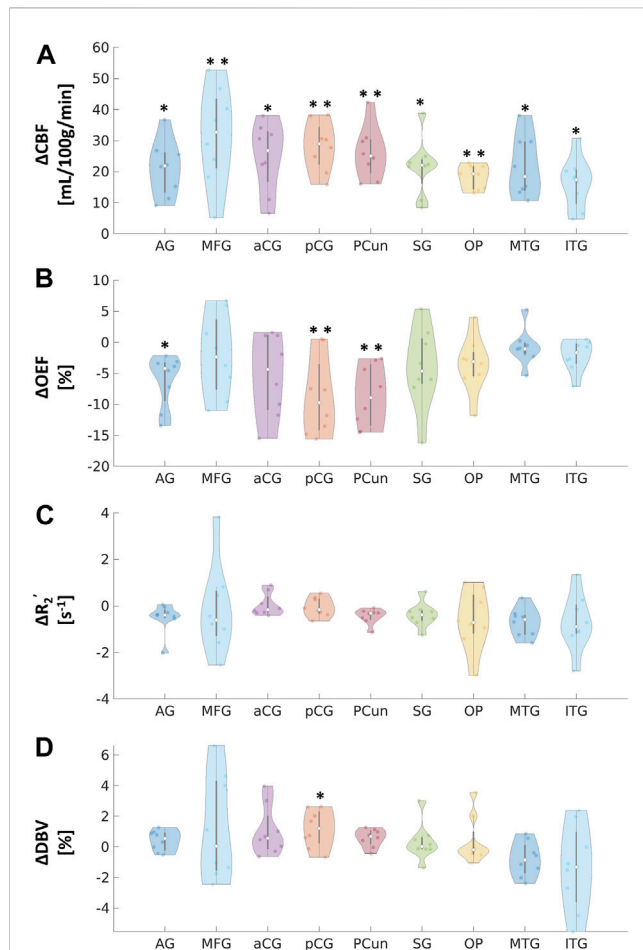 A
ΔCBF
[mL/100g/min]
60
50
40
30
20
10
0
* ** * ** ** * ** * *
AG MFG aCG pCG PCun SG OP MTG ITG
B
ΔOEF
[%]
10
5
0
-5
-10
-15
-20
* ** **
AG MFG aCG pCG PCun SG OP MTG ITG
C
ΔR₂′
[s⁻¹]
4
2
0
-2
-4
AG MFG aCG pCG PCun SG OP MTG ITG
D
ΔDBV
[%]
6
4
2
0
-2
-4
*
AG MFG aCG pCG PCun SG OP MTG ITG